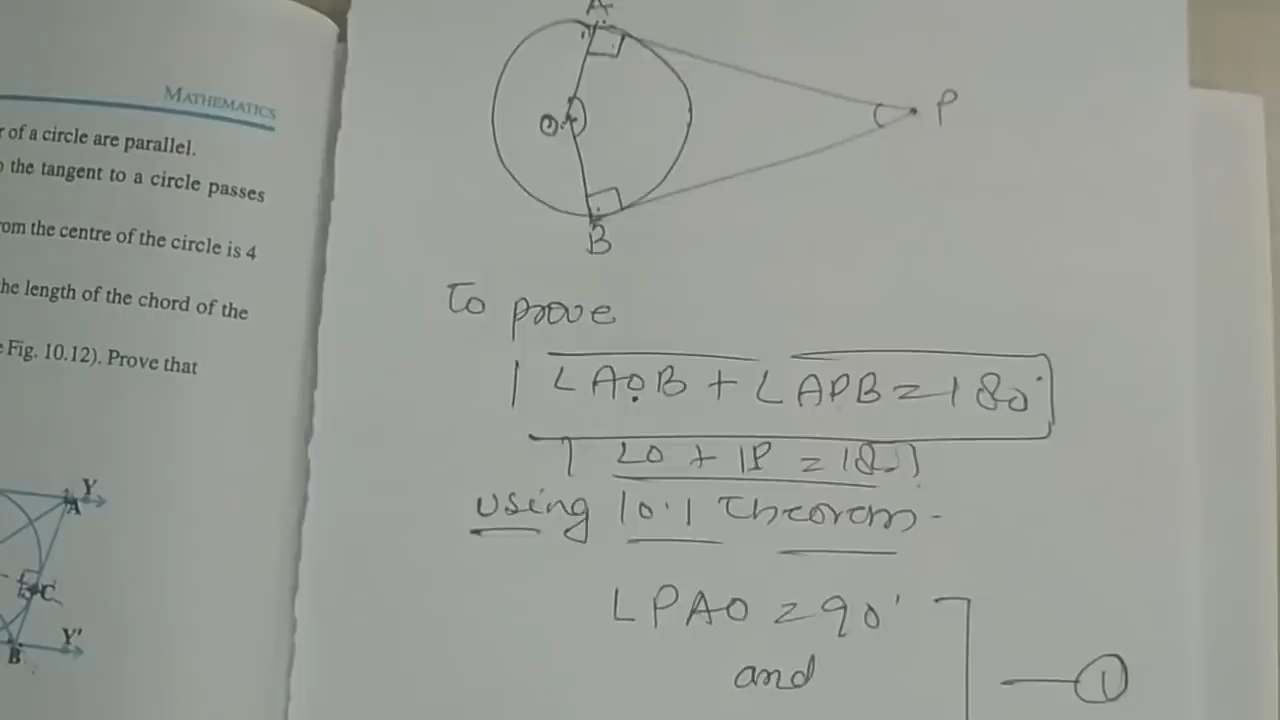 MATHEMATICS
of a circle are parallel.
the tangent to a circle passes
om the centre of the circle is 4
he length of the chord of the
Fig. 10.12). Prove that
Y
A
C
Y'
B
A
O
P
B
To prove
∠AOB + ∠APB = 180°
∠O + ∠P = 180
using 10.1 Theorem -
∠PAO = 90°
and
1